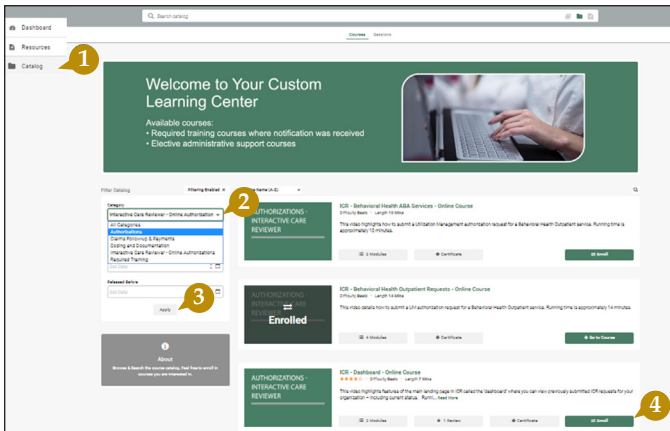 Search catalog
Dashboard
Resources
Catalog
1
Courses Sessions
Welcome to Your Custom
Learning Center
Available courses:
• Required training courses where notification was received
• Elective administrative support courses
Filter Catalog Filtering Enabled ×
Name (A-Z)
Category
Interactive Care Reviewer - Online Authorization
2
All Categories
Authorizations
Claims Followup & Payments
Coding and Documentation
Interactive Care Reviewer - Online Authorizations
Required Training
Add Date
Released Before
Add Date
Apply
3
About
Browse & Search the course catalog. Feel free to enroll in
courses you are interested in.
AUTHORIZATIONS -
INTERACTIVE CARE
REVIEWER
ICR - Behavioral Health ABA Services - Online Course
Difficulty Basic · Length 10 Mins
This video highlights how to submit a Utilization Management authorization request for a Behavioral Health Outpatient service. Running time is
approximately 10 minutes.
3 Modules Certificate Enroll
AUTHORIZATIONS -
INTERACTIVE CARE
REVIEWER
Enrolled
ICR - Behavioral Health Outpatient Requests - Online Course
Difficulty Basic · Length 14 Mins
This video details how to submit a UM authorization request for a Behavioral Health Outpatient service. Running time is approximately 14 minutes.
4 Modules Certificate Go to Course
AUTHORIZATIONS -
INTERACTIVE CARE
REVIEWER
ICR - Dashboard - Online Course
Difficulty Basic · Length 7 Mins
This video highlights features of the main landing page in ICR called the 'dashboard' where you can view previously submitted ICR requests for your
organization – including current status. Runni... Read More
2 Modules 1 Review Certificate Enroll
4